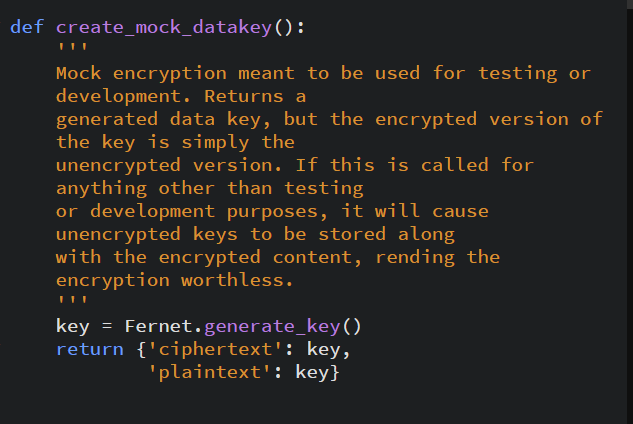 def create_mock_datakey():
    '''
    Mock encryption meant to be used for testing or
    development. Returns a
    generated data key, but the encrypted version of
    the key is simply the
    unencrypted version. If this is called for
    anything other than testing
    or development purposes, it will cause
    unencrypted keys to be stored along
    with the encrypted content, rending the
    encryption worthless.
    '''
    key = Fernet.generate_key()
    return {'ciphertext': key,
            'plaintext': key}